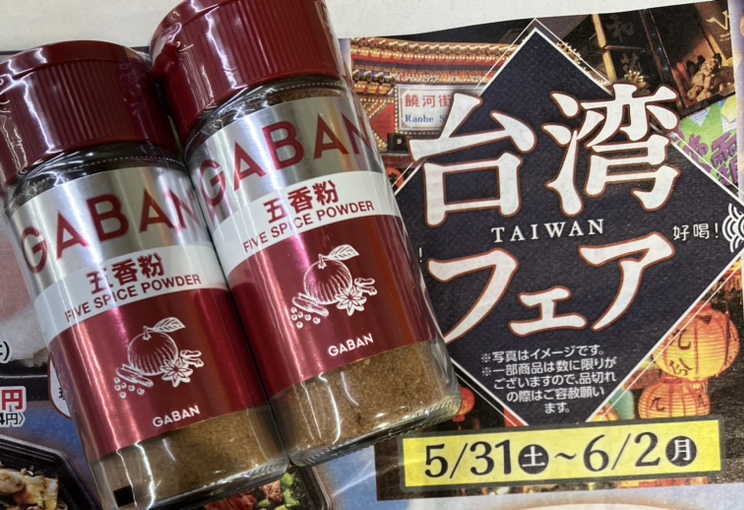 GABAN
五香粉
FIVE SPICE POWDER
GABAN
GABAN
五香粉
FIVE SPICE POWDER
GABAN
饒河街
Raohe S
台湾
TAIWAN
フェア
好喝!
※写真はイメージです。
※一部商品は数に限りが
ございますので、品切れ
の際はご容赦願い
ます。
5/31土~6/2月
円